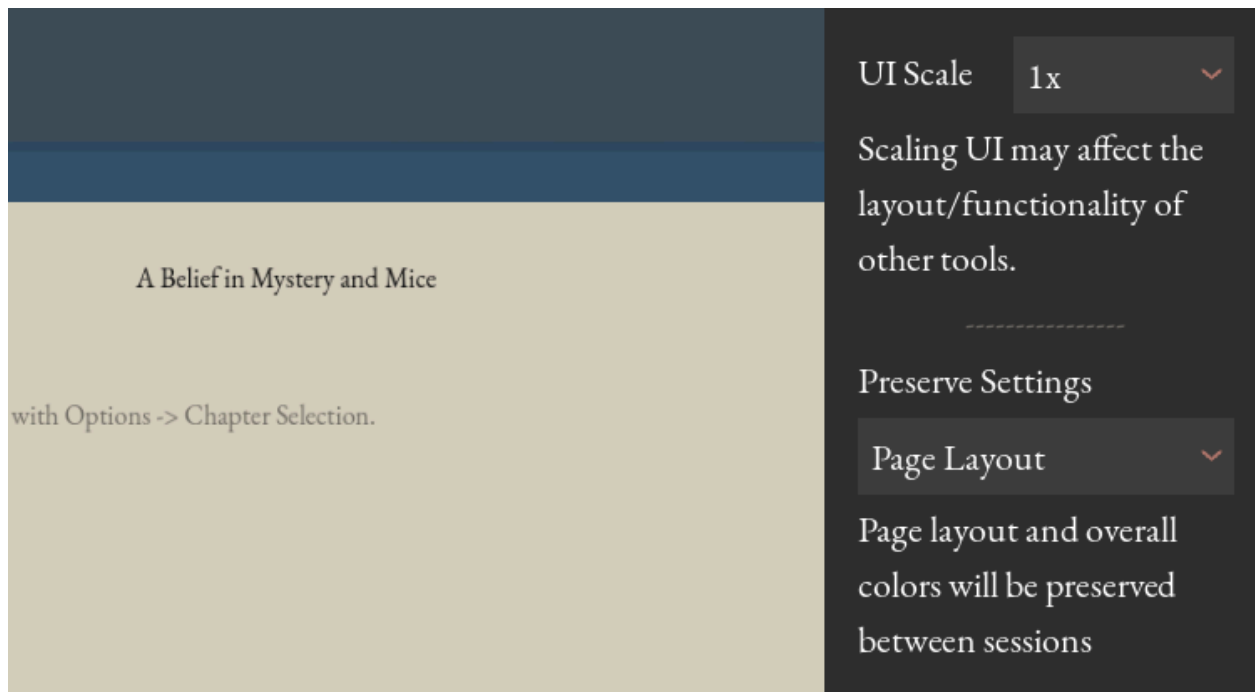 A Belief in Mystery and Mice
with Options -> Chapter Selection.
UI Scale
1x
Scaling UI may affect the
layout/functionality of
other tools.
----------------
Preserve Settings
Page Layout
Page layout and overall
colors will be preserved
between sessions